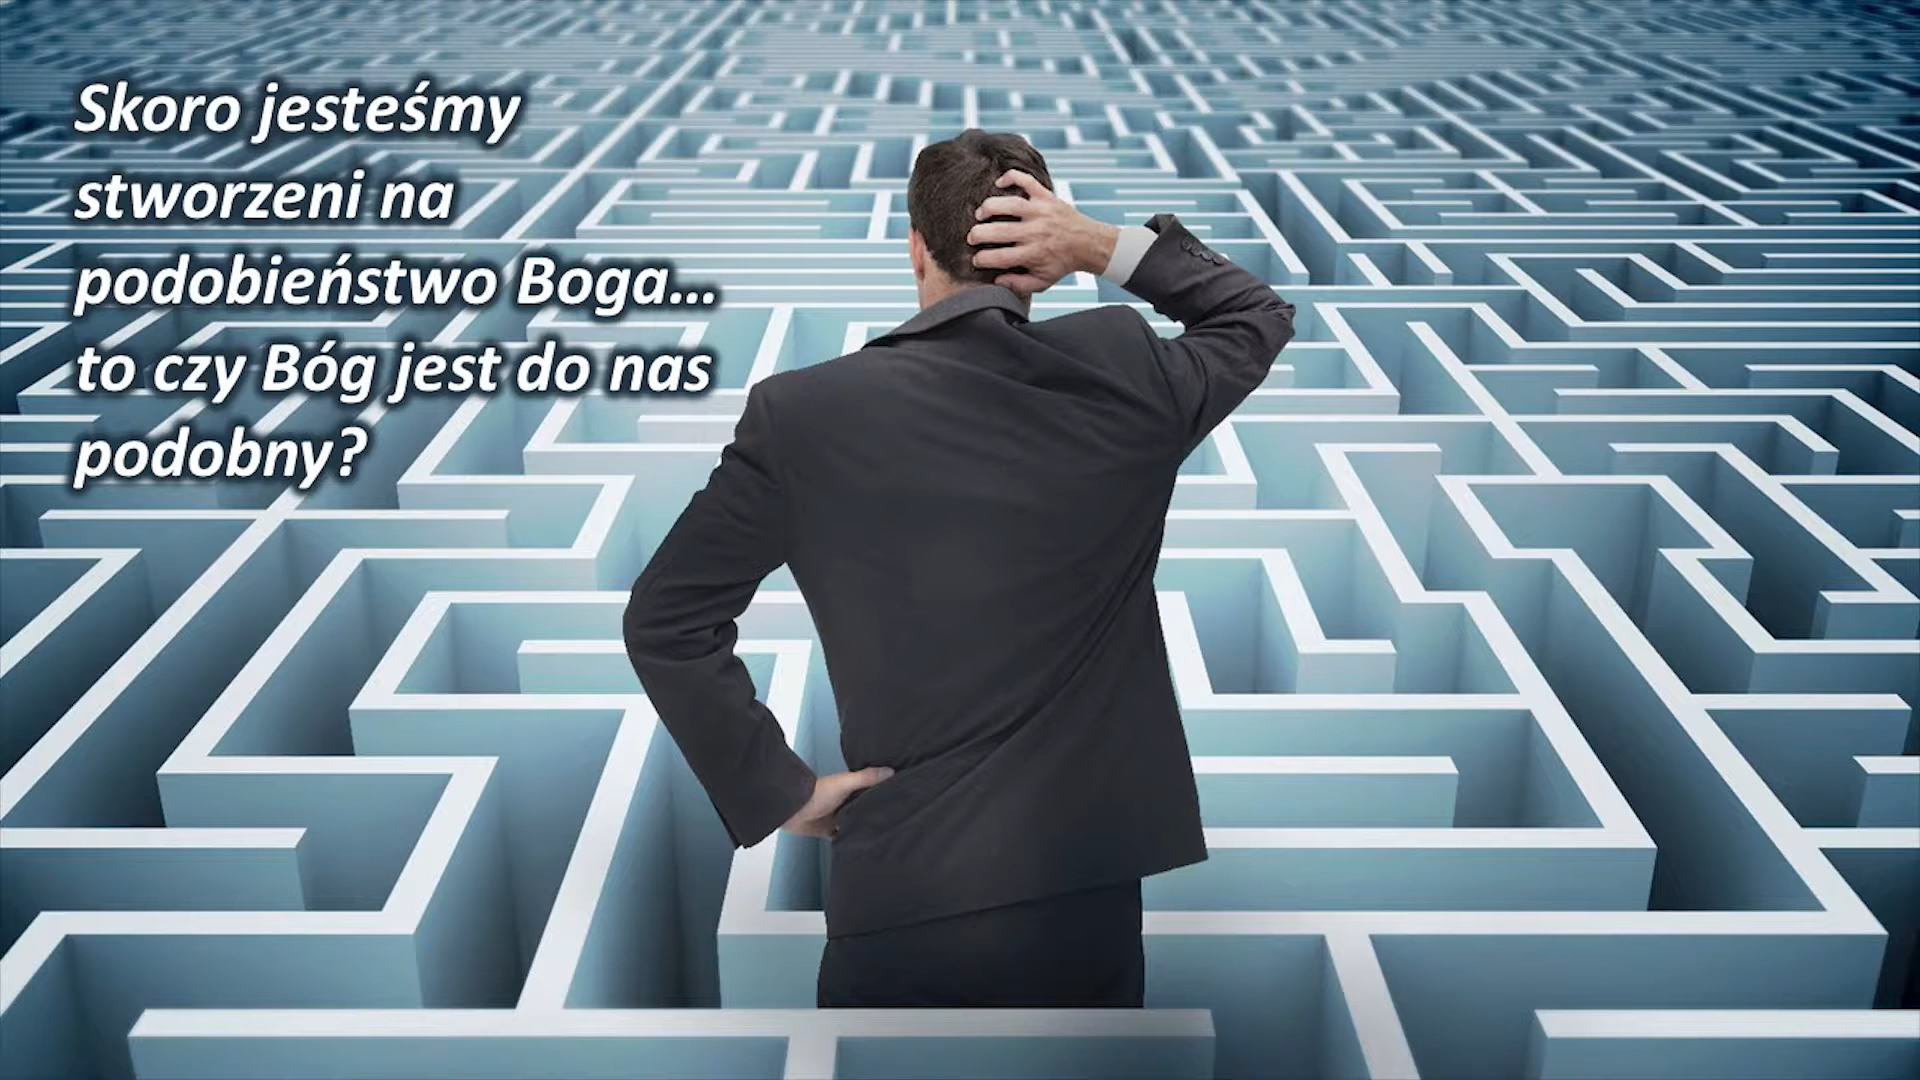 Skoro jesteśmy
stworzeni na
podobieństwo Boga...
to czy Bóg jest do nas
podobny?